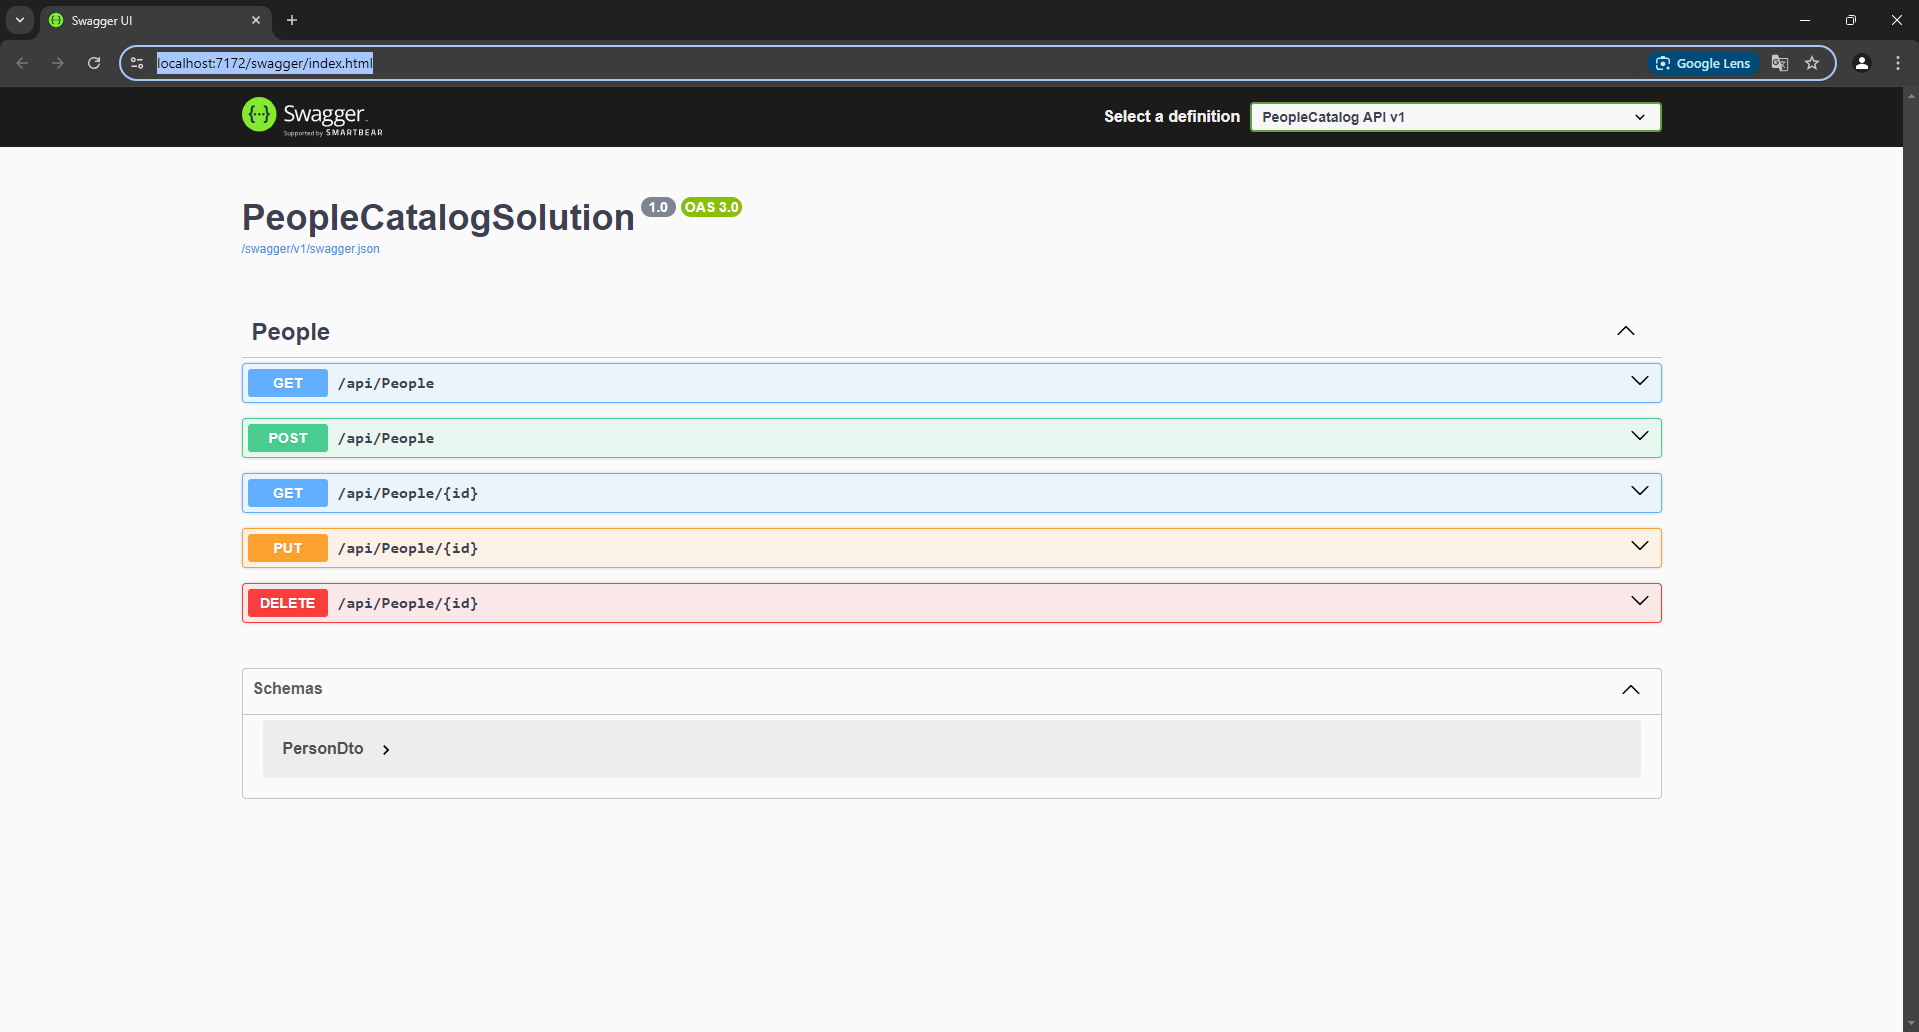 Swagger UI
localhost:7172/swagger/index.html
Google Lens
Swagger
Supported by SMARTBEAR
Select a definition
PeopleCatalog API v1
PeopleCatalogSolution 1.0 OAS 3.0
/swagger/v1/swagger.json
People
GET /api/People
POST /api/People
GET /api/People/{id}
PUT /api/People/{id}
DELETE /api/People/{id}
Schemas
PersonDto